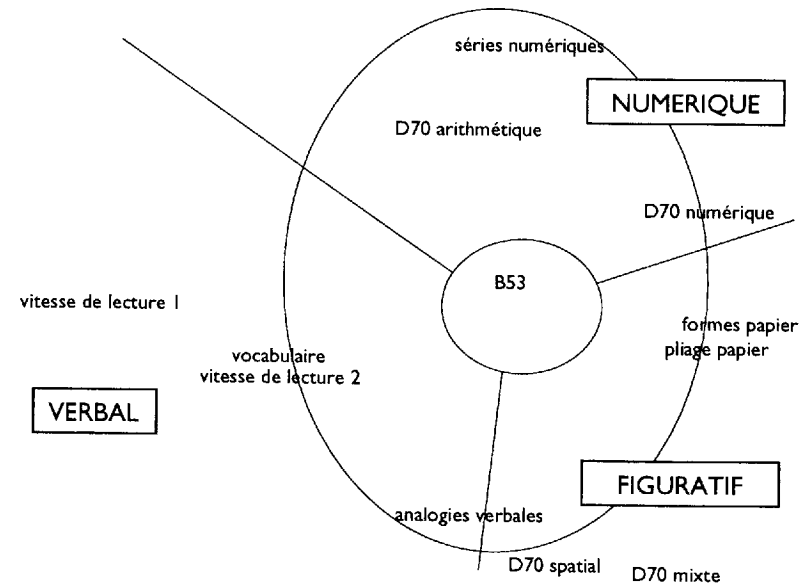 séries numériques
NUMERIQUE
D70 arithmétique
D70 numérique
B53
vitesse de lecture 1
formes papier
pliage papier
vocabulaire
vitesse de lecture 2
VERBAL
FIGURATIF
analogies verbales
D70 spatial
D70 mixte